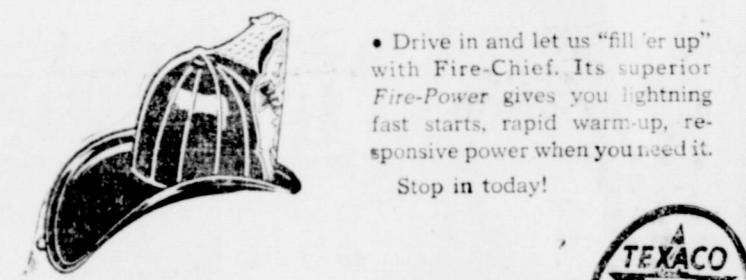 • Drive in and let us “fill ’er up”
with Fire-Chief. Its superior
Fire-Power gives you lightning
fast starts, rapid warm-up, re-
sponsive power when you need it.
Stop in today!
TEXACO